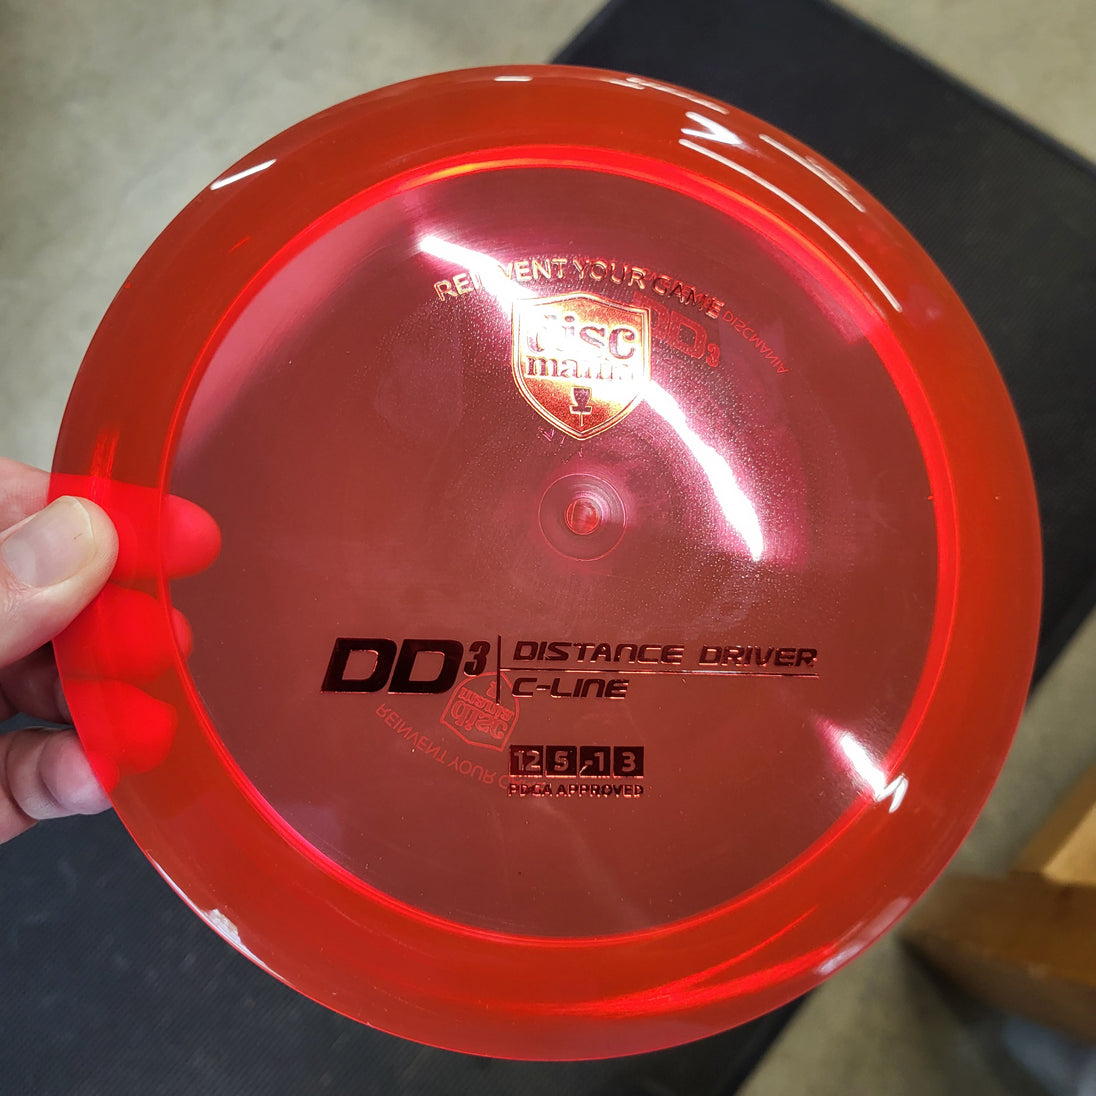 REINVENT YOUR GAME
disc
mania
DD3
DISCMANIA
DD3
DISTANCE DRIVER
C-LINE
disc
mania
REINVENT YOUR
12 5 -1 3
PDGA APPROVED